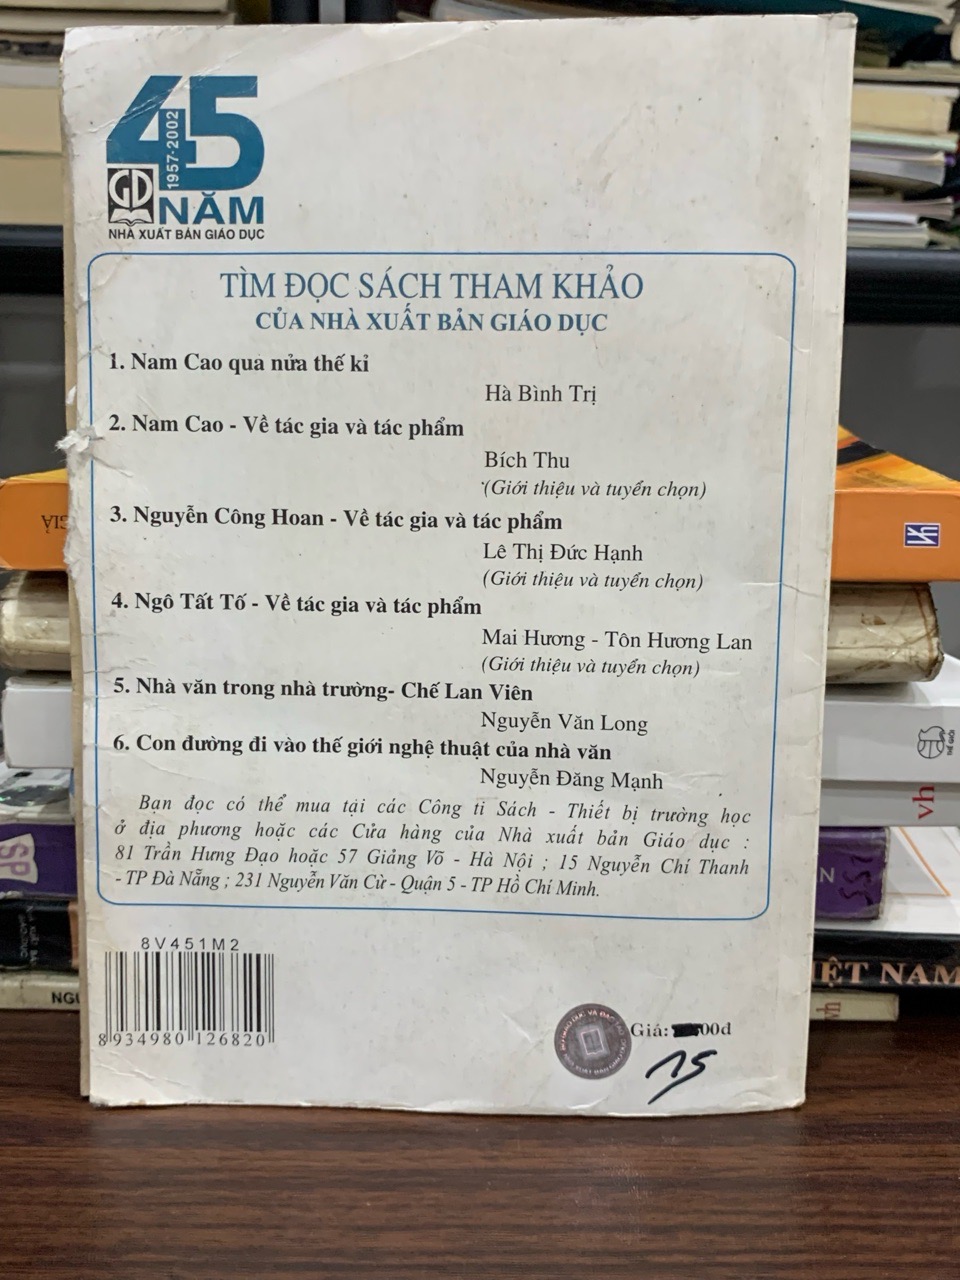 45
1957-2002
GD
NĂM
NHÀ XUẤT BẢN GIÁO DỤC
TÌM ĐỌC SÁCH THAM KHẢO
CỦA NHÀ XUẤT BẢN GIÁO DỤC
1. Nam Cao qua nửa thế kỉ
Hà Bình Trị
2. Nam Cao - Về tác gia và tác phẩm
Bích Thu
(Giới thiệu và tuyển chọn)
3. Nguyễn Công Hoan - Về tác gia và tác phẩm
Lê Thị Đức Hạnh
(Giới thiệu và tuyển chọn)
4. Ngô Tất Tố - Về tác gia và tác phẩm
Mai Hương - Tôn Hương Lan
(Giới thiệu và tuyển chọn)
5. Nhà văn trong nhà trường- Chế Lan Viên
Nguyễn Văn Long
6. Con đường đi vào thế giới nghệ thuật của nhà văn
Nguyễn Đăng Mạnh
Bạn đọc có thể mua tại các Công ti Sách - Thiết bị trường học
ở địa phương hoặc các Cửa hàng của Nhà xuất bản Giáo dục :
81 Trần Hưng Đạo hoặc 57 Giảng Võ - Hà Nội ; 15 Nguyễn Chí Thanh
- TP Đà Nẵng ; 231 Nguyễn Văn Cừ - Quận 5 - TP Hồ Chí Minh.
8V451M2
8 934980 126820
Giá: 00d
15
vh
SP
N
155
IỆT NAM
NGU
vh